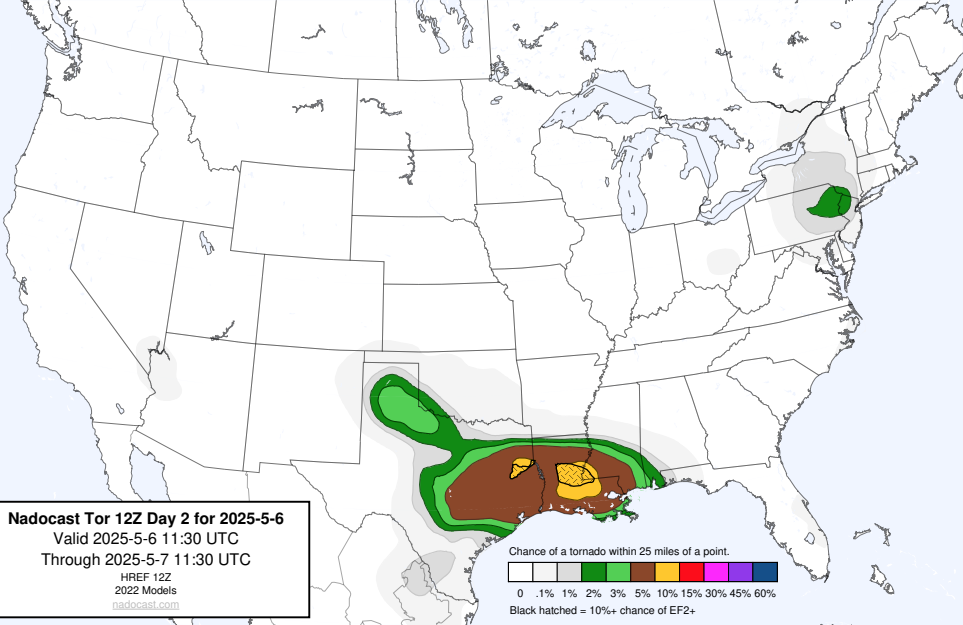 Nadocast Tor 12Z Day 2 for 2025-5-6
Valid 2025-5-6 11:30 UTC
Through 2025-5-7 11:30 UTC
HREF 12Z
2022 Models
nadocast.com
Chance of a tornado within 25 miles of a point.
0 .1% 1% 2% 3% 5% 10% 15% 30% 45% 60%
Black hatched = 10%+ chance of EF2+